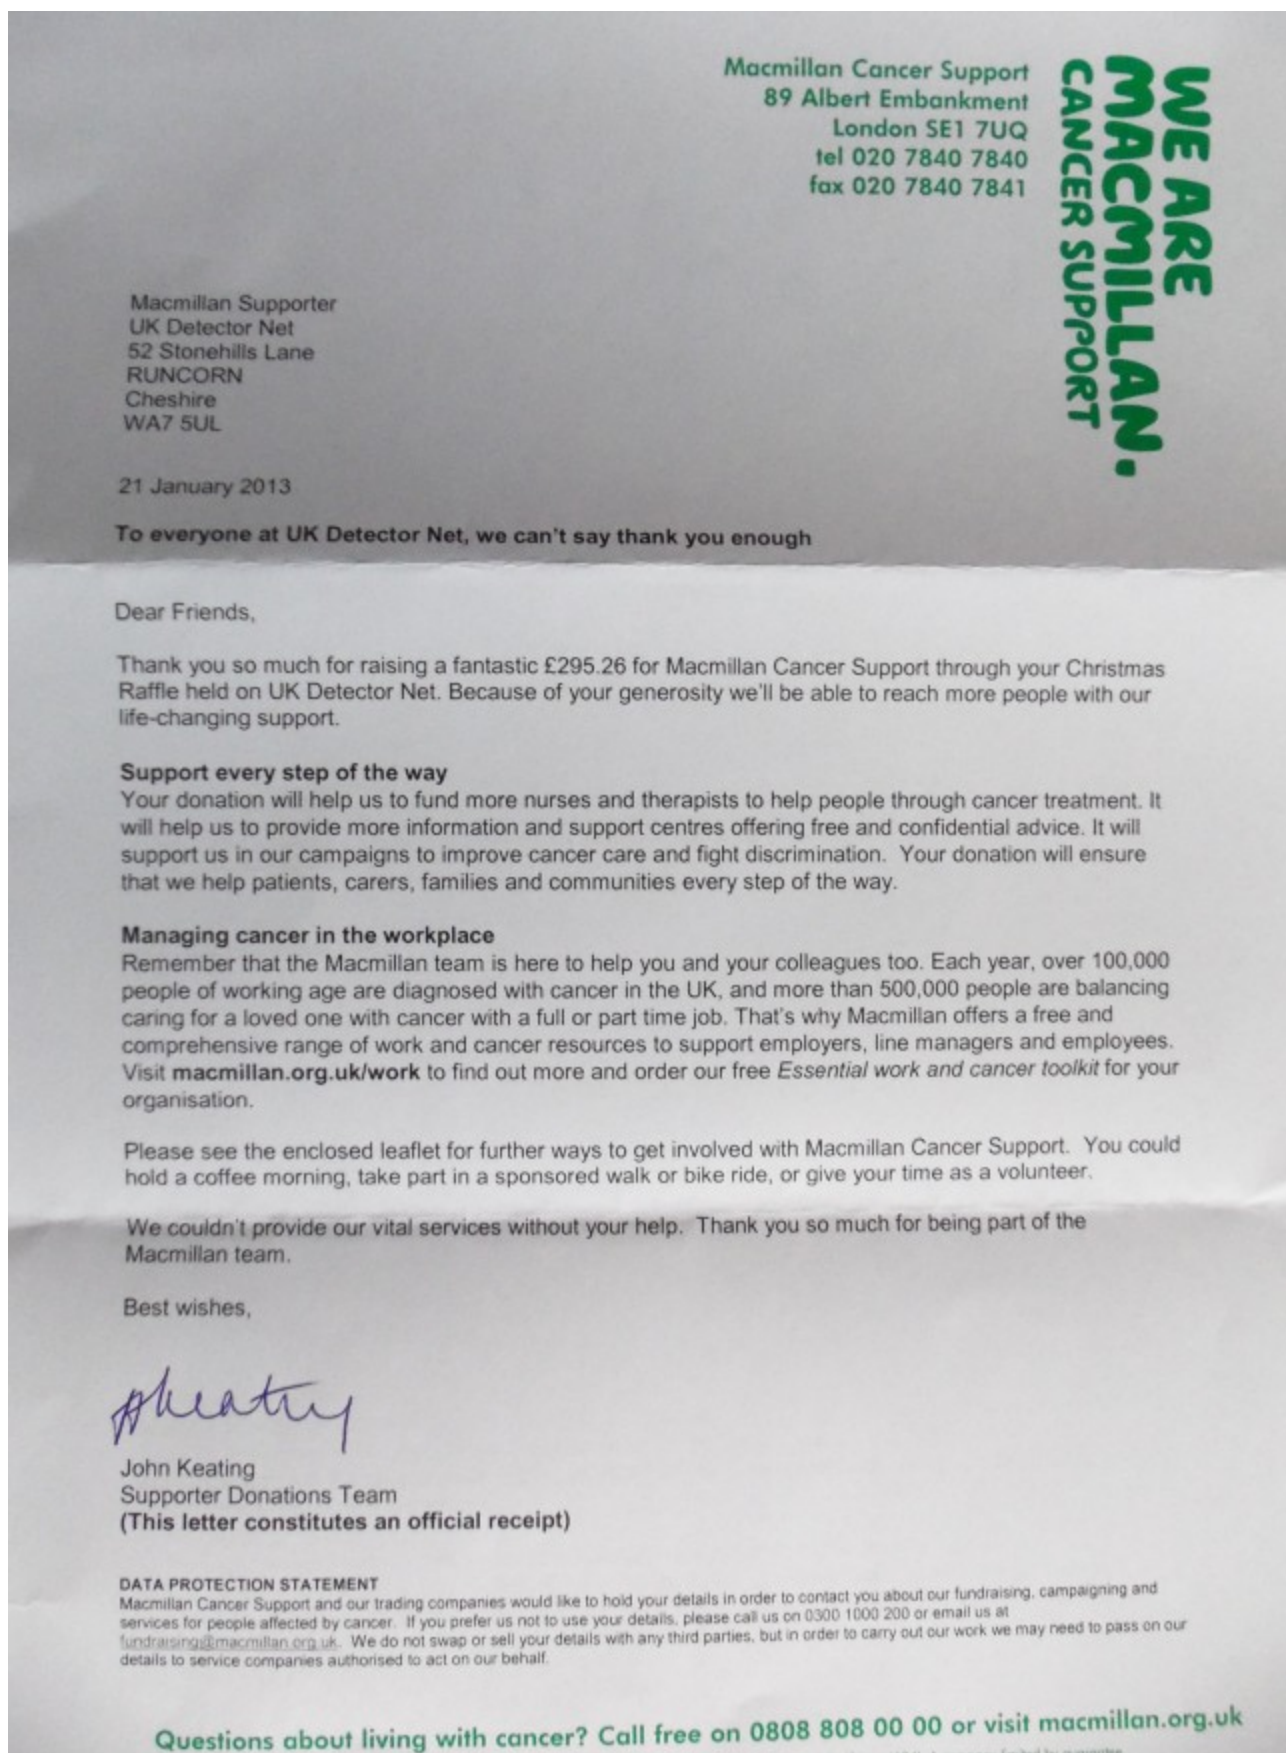 Macmillan Cancer Support
89 Albert Embankment
London SE1 7UQ
tel 020 7840 7840
fax 020 7840 7841
WE ARE
MACMILLAN.
CANCER SUPPORT
Macmillan Supporter
UK Detector Net
52 Stonehills Lane
RUNCORN
Cheshire
WA7 5UL
21 January 2013
To everyone at UK Detector Net, we can't say thank you enough
Dear Friends,
Thank you so much for raising a fantastic £295.26 for Macmillan Cancer Support through your Christmas
Raffle held on UK Detector Net. Because of your generosity we'll be able to reach more people with our
life-changing support.
Support every step of the way
Your donation will help us to fund more nurses and therapists to help people through cancer treatment. It
will help us to provide more information and support centres offering free and confidential advice. It will
support us in our campaigns to improve cancer care and fight discrimination. Your donation will ensure
that we help patients, carers, families and communities every step of the way.
Managing cancer in the workplace
Remember that the Macmillan team is here to help you and your colleagues too. Each year, over 100,000
people of working age are diagnosed with cancer in the UK, and more than 500,000 people are balancing
caring for a loved one with cancer with a full or part time job. That's why Macmillan offers a free and
comprehensive range of work and cancer resources to support employers, line managers and employees.
Visit macmillan.org.uk/work to find out more and order our free Essential work and cancer toolkit for your
organisation.
Please see the enclosed leaflet for further ways to get involved with Macmillan Cancer Support. You could
hold a coffee morning, take part in a sponsored walk or bike ride, or give your time as a volunteer.
We couldn't provide our vital services without your help. Thank you so much for being part of the
Macmillan team.
Best wishes,
John Keating
Supporter Donations Team
(This letter constitutes an official receipt)
DATA PROTECTION STATEMENT
Macmillan Cancer Support and our trading companies would like to hold your details in order to contact you about our fundraising, campaigning and
services for people affected by cancer. If you prefer us not to use your details, please call us on 0300 1000 200 or email us at
fundraising@macmillan.org.uk. We do not swap or sell your details with any third parties, but in order to carry out our work we may need to pass on our
details to service companies authorised to act on our behalf.
Questions about living with cancer? Call free on 0808 808 00 00 or visit macmillan.org.uk